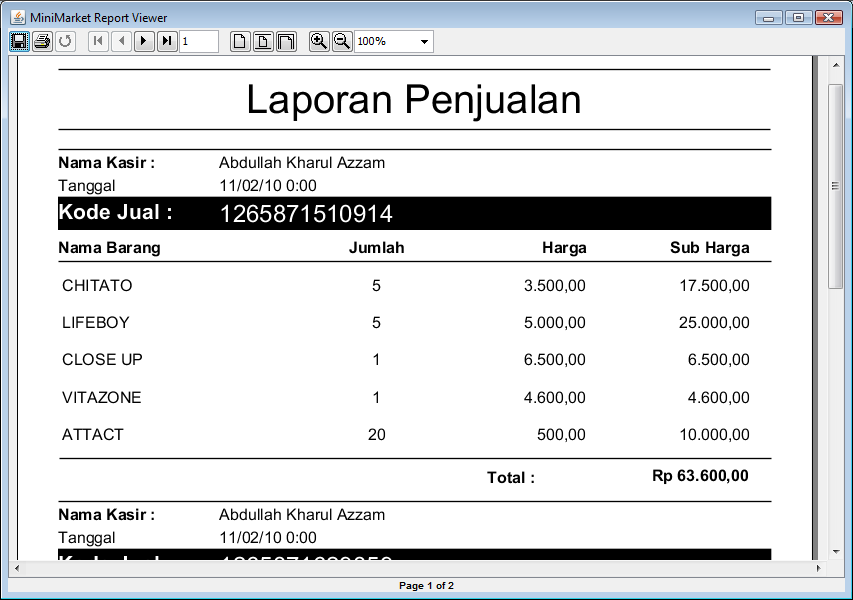 MiniMarket Report Viewer
1 100%
Laporan Penjualan
Nama Kasir : Abdullah Kharul Azzam
Tanggal 11/02/10 0:00
Kode Jual : 1265871510914
Nama Barang Jumlah Harga Sub Harga
CHITATO 5 3.500,00 17.500,00
LIFEBOY 5 5.000,00 25.000,00
CLOSE UP 1 6.500,00 6.500,00
VITAZONE 1 4.600,00 4.600,00
ATTACT 20 500,00 10.000,00
Total : Rp 63.600,00
Nama Kasir : Abdullah Kharul Azzam
Tanggal 11/02/10 0:00
Page 1 of 2